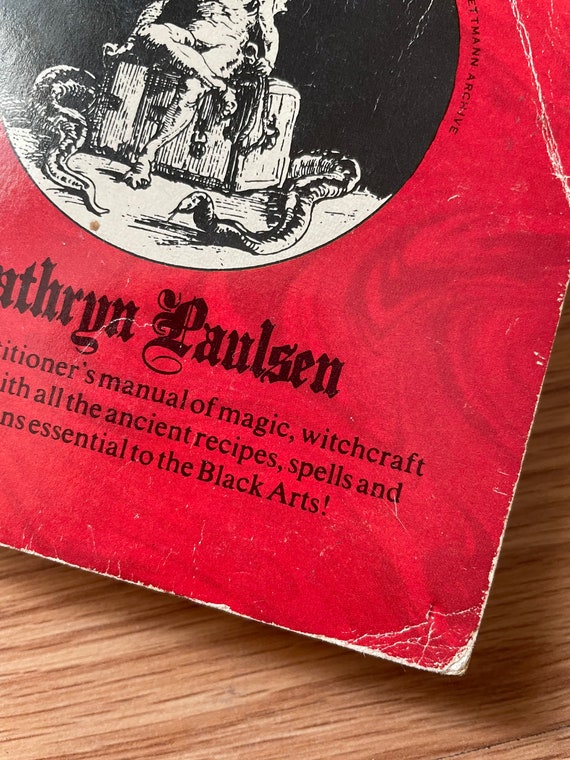 ETTMANN ARCHIVE
athryn Paulsen
titioner's manual of magic, witchcraft
ith all the ancient recipes, spells and
ns essential to the Black Arts!